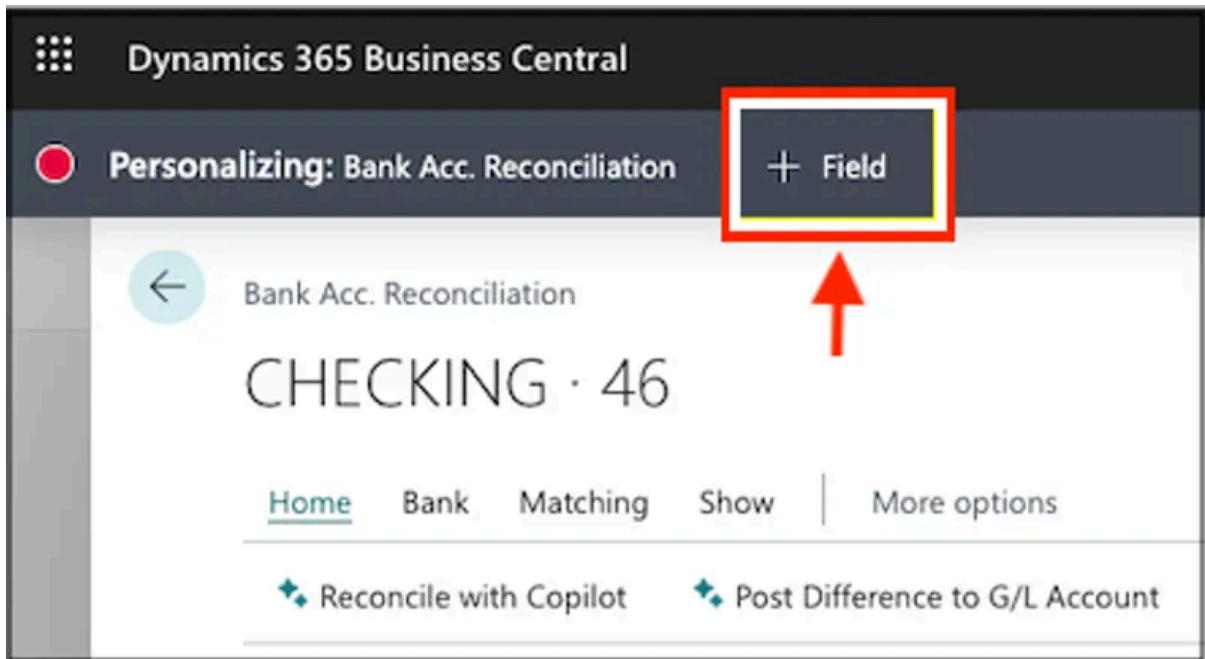 Dynamics 365 Business Central
Personalizing: Bank Acc. Reconciliation + Field
Bank Acc. Reconciliation
CHECKING · 46
Home Bank Matching Show More options
Reconcile with Copilot Post Difference to G/L Account